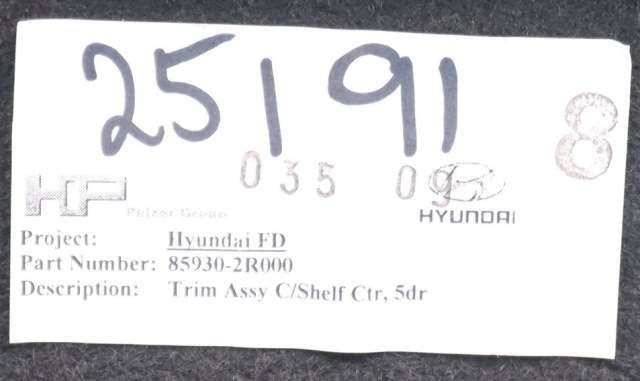 25191
035 09 8
HP Pelzer Group
HYUNDAI
Project: Hyundai FD
Part Number: 85930-2R000
Description: Trim Assy C/Shelf Ctr, 5dr